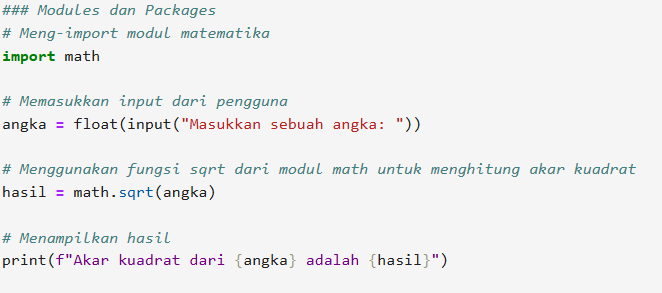 ### Modules dan Packages
# Meng-import modul matematika
import math
# Memasukkan input dari pengguna
angka = float(input("Masukkan sebuah angka: "))
# Menggunakan fungsi sqrt dari modul math untuk menghitung akar kuadrat
hasil = math.sqrt(angka)
# Menampilkan hasil
print(f"Akar kuadrat dari {angka} adalah {hasil}")